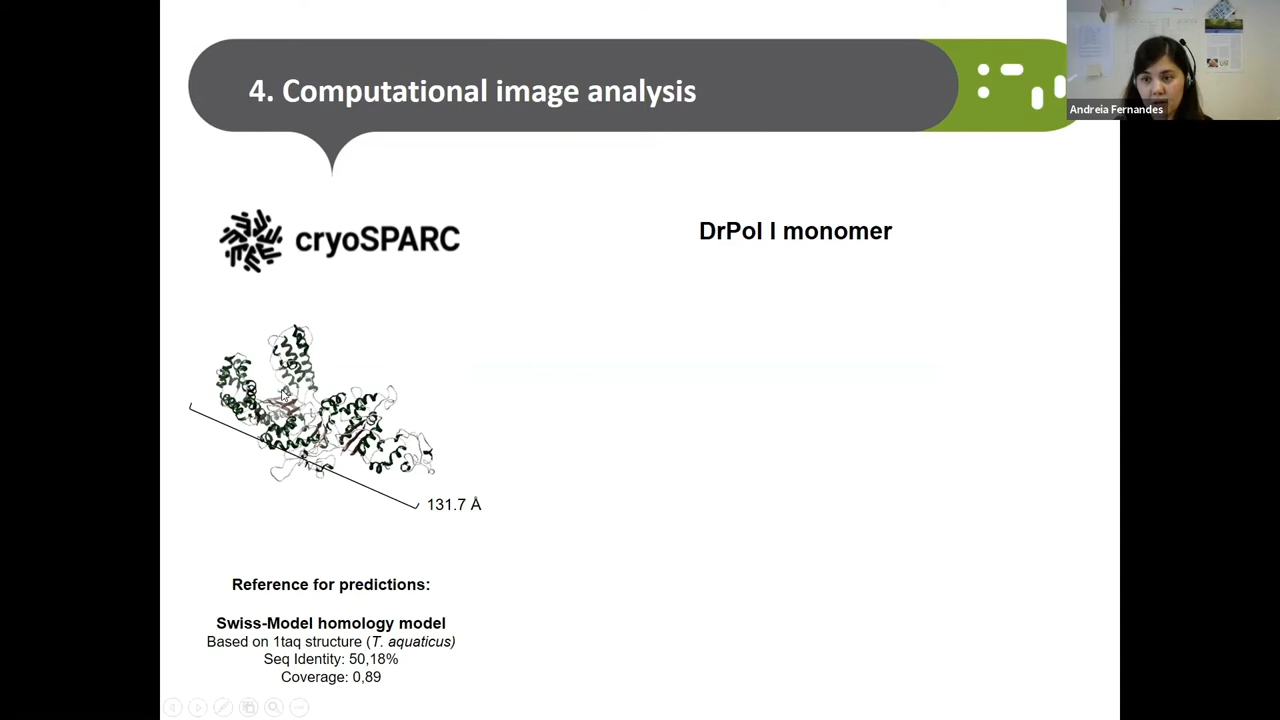 4. Computational image analysis
Andreia Fernandes
cryoSPARC
DrPol I monomer
131.7 Å
Reference for predictions:
Swiss-Model homology model
Based on 1taq structure (T. aquaticus)
Seq Identity: 50,18%
Coverage: 0,89